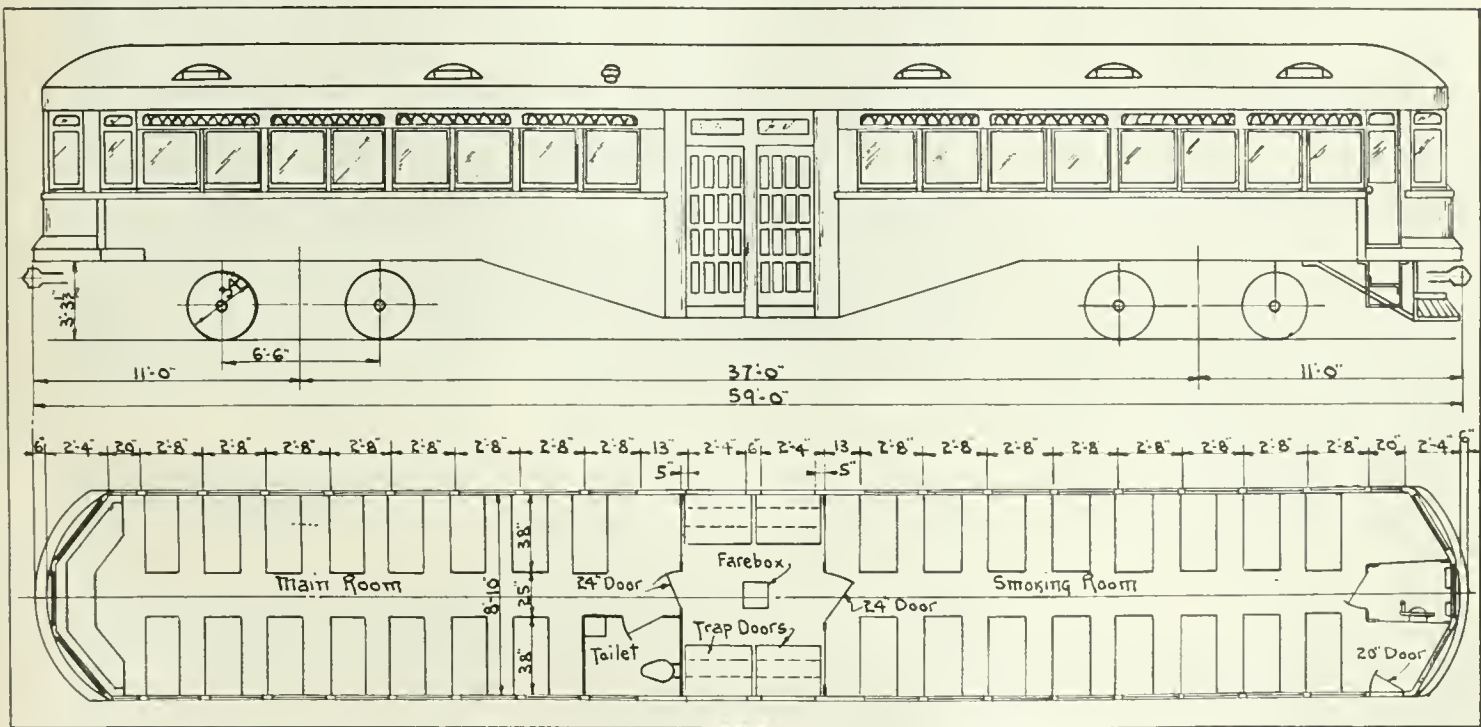 34"
3'-3½"
6'-6"
11'-0" 37'-0" 11'-0"
59'-0"
6" 2'-4" 20" 2'-8" 2'-8" 2'-8" 2'-8" 2'-8" 2'-8" 2'-8" 2'-8" 13" 2'-4" 6" 2'-4" 13 2'-8" 2'-8" 2'-8" 2'-8 2'-8" 2'-8" 2'-8" 2'-8" 20" 2'-4" 6"
5" 5"
38"
Farebox
Main Room 8'-10" 25" 24" Door Smoking Room
24" Door
Toilet Trap Doors
38" 20" Door